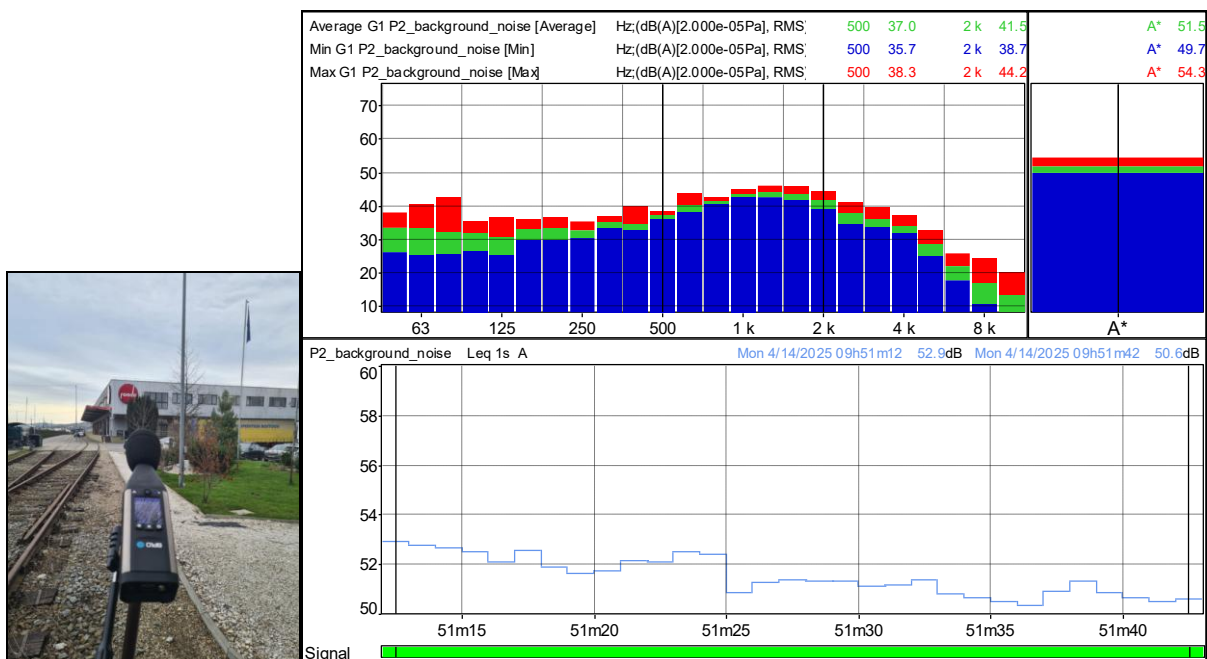 Average G1 P2_background_noise [Average] Hz;(dB(A)[2.000e-05Pa], RMS) 500 37.0 2 k 41.5 A* 51.5
Min G1 P2_background_noise [Min] Hz;(dB(A)[2.000e-05Pa], RMS) 500 35.7 2 k 38.7 A* 49.7
Max G1 P2_background_noise [Max] Hz;(dB(A)[2.000e-05Pa], RMS) 500 38.3 2 k 44.2 A* 54.3
70
60
50
40
30
20
10
63 125 250 500 1 k 2 k 4 k 8 k A*
P2_background_noise Leq 1s A Mon 4/14/2025 09h51m12 52.9dB Mon 4/14/2025 09h51m42 50.6dB
60
58
56
54
52
50
51m15 51m20 51m25 51m30 51m35 51m40
Signal